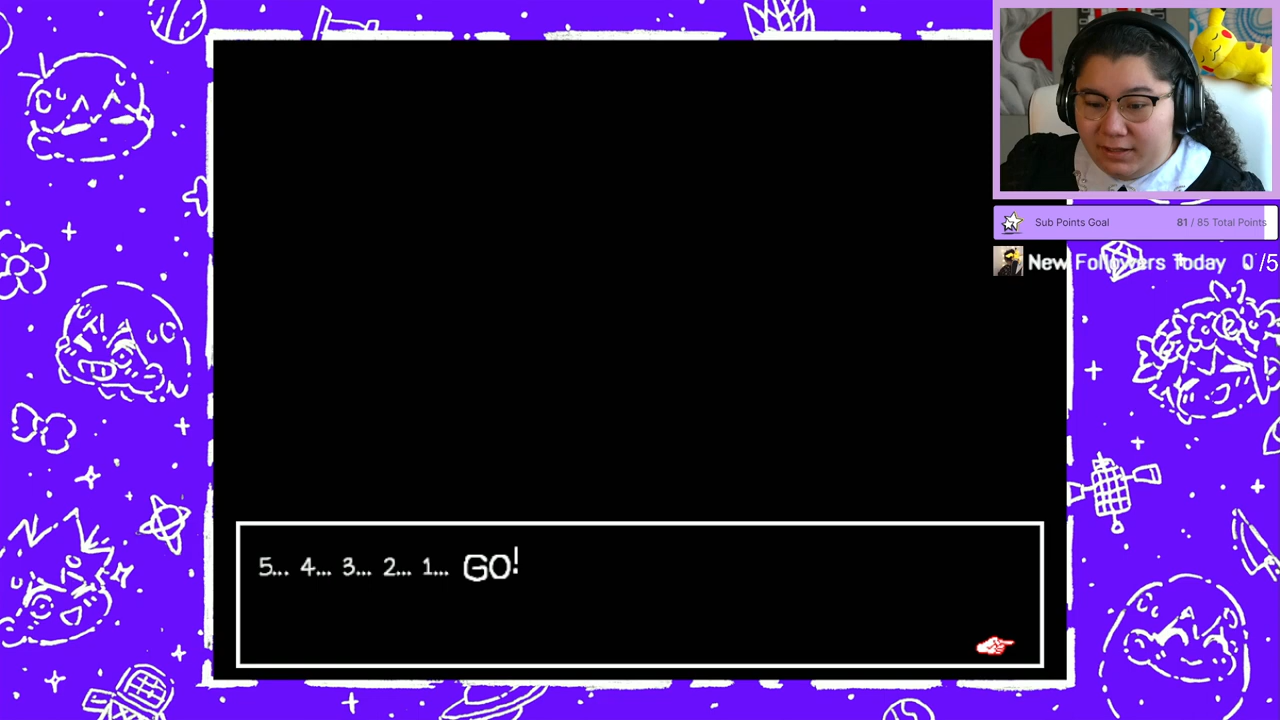 Sub Points Goal 81 / 85 Total Points
New Followers Today 0 /5
5... 4... 3... 2... 1... GO!